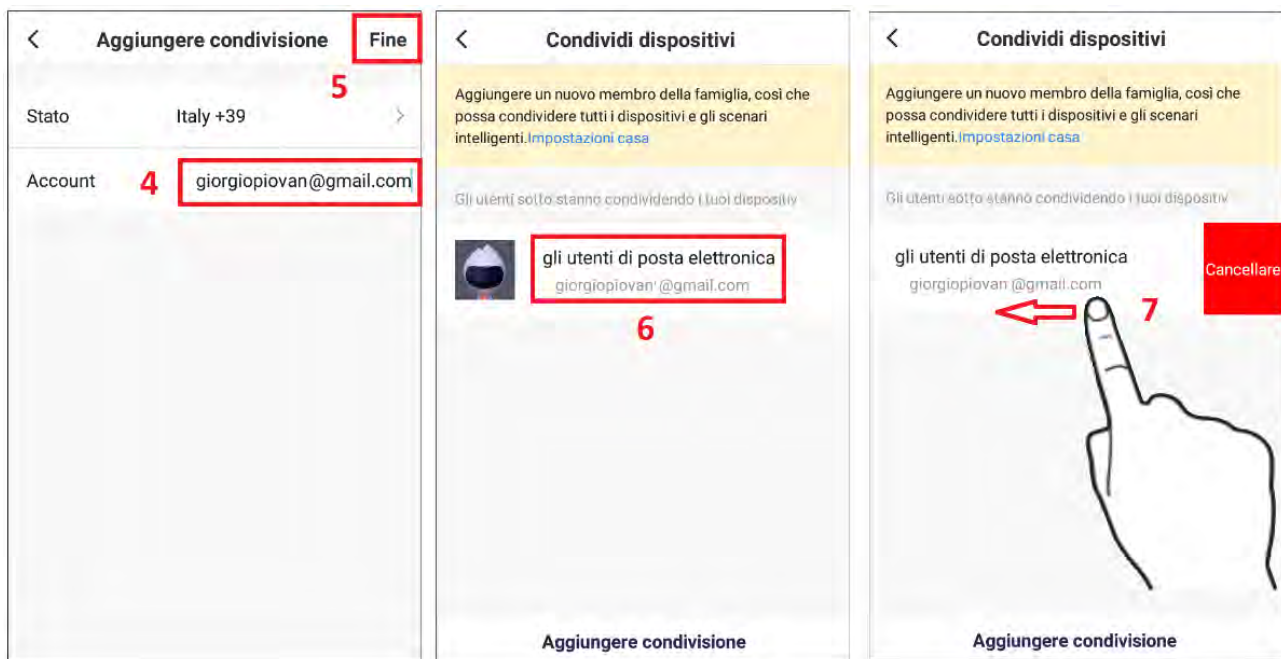 Aggiungere condivisione Fine
5
Stato Italy +39
Account 4 giorgiopiovan@gmail.com
Condividi dispositivi
Aggiungere un nuovo membro della famiglia, così che
possa condividere tutti i dispositivi e gli scenari
intelligenti.Impostazioni casa
Gli utenti sotto stanno condividendo i tuoi dispositiv
gli utenti di posta elettronica
giorgiopiovan @gmail.com
6
Aggiungere condivisione
Condividi dispositivi
Aggiungere un nuovo membro della famiglia, così che
possa condividere tutti i dispositivi e gli scenari
intelligenti.Impostazioni casa
Gli utenti sotto stanno condividendo i tuoi dispositiv
gli utenti di posta elettronica
giorgiopiovan @gmail.com
Cancellare
7
Aggiungere condivisione